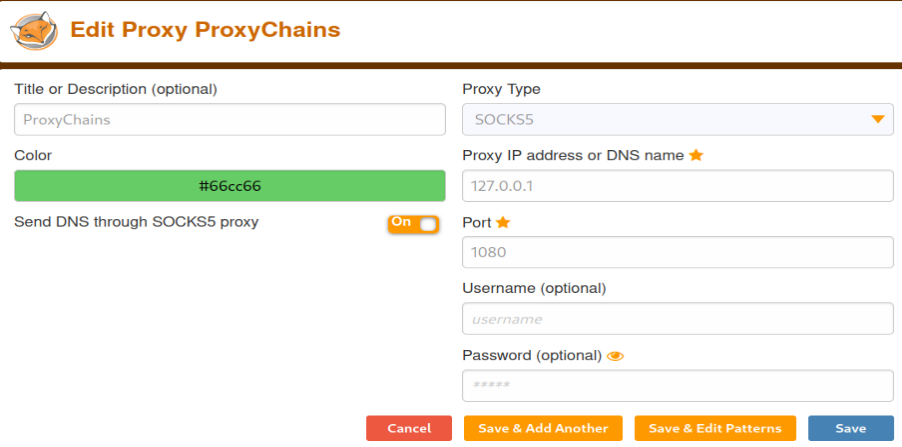 Edit Proxy ProxyChains
Title or Description (optional)
ProxyChains
Color
#66cc66
Send DNS through SOCKS5 proxy
On
Proxy Type
SOCKS5
Proxy IP address or DNS name
127.0.0.1
Port
1080
Username (optional)
username
Password (optional)
*****
Cancel
Save & Add Another
Save & Edit Patterns
Save